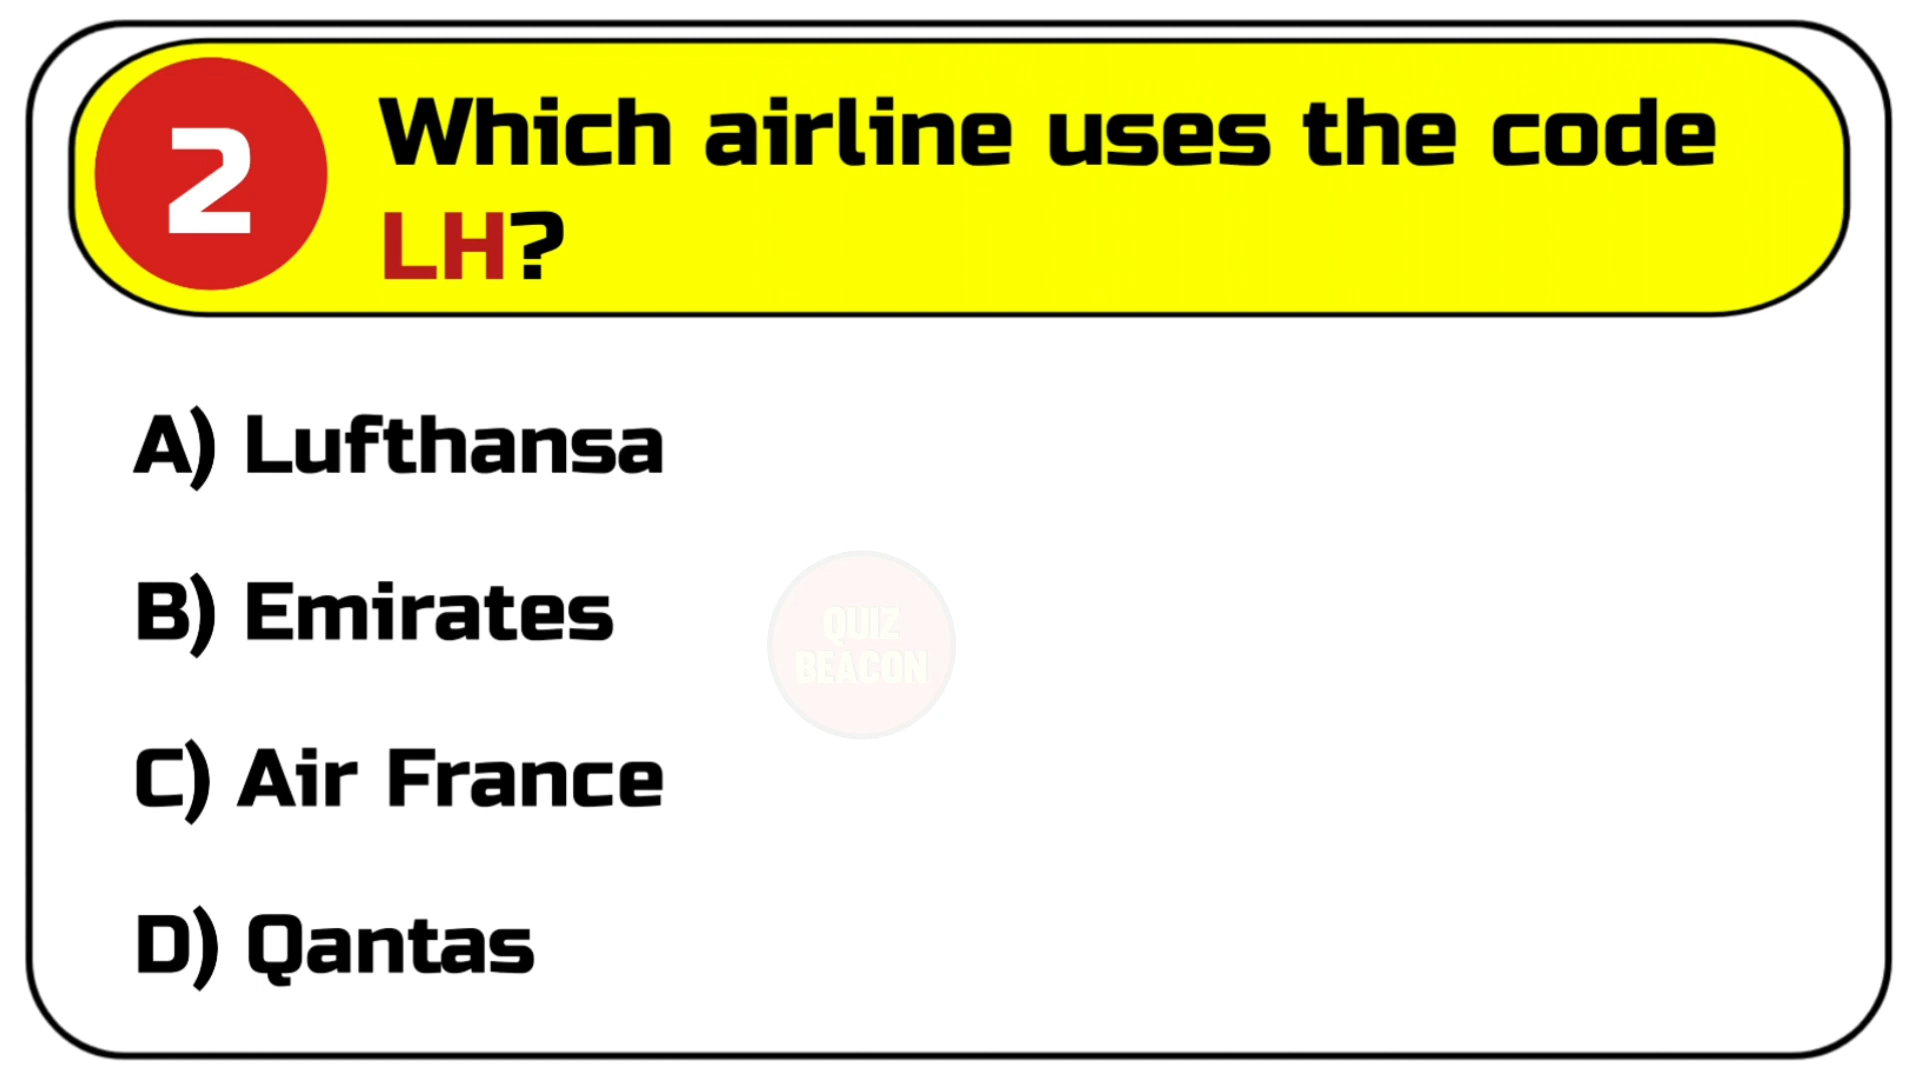 2
Which airline uses the code
LH?
A) Lufthansa
B) Emirates
QUIZ
BEACON
C) Air France
D) Qantas